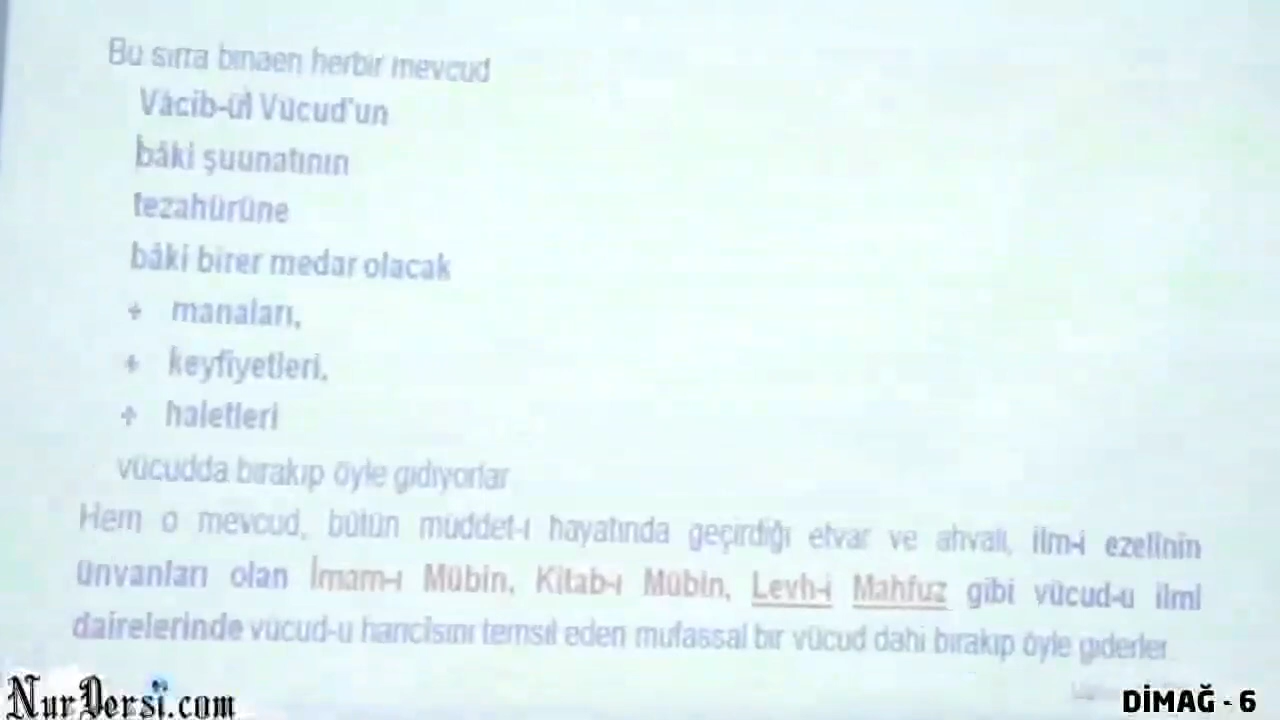 Bu sırra binaen herbir mevcud
Vâcib-ül Vücud'un
bâki şuunatının
tezahürüne
bâki birer medar olacak
+ manaları,
+ keyfiyetleri,
+ haletleri
vücudda bırakıp öyle gidiyorlar
Hem o mevcud, bütün müddet-i hayatında geçirdiği etvar ve ahvali, ilm-i ezelinin
ünvanları olan İmam-ı Mübin, Kitab-ı Mübin, Levh-i Mahfuz gibi vücud-u ilmi
dairelerinde vücud-u haricîsini temsil eden mufassal bir vücud dahi bırakıp öyle giderler
NurDersi.com
DİMAĞ - 6